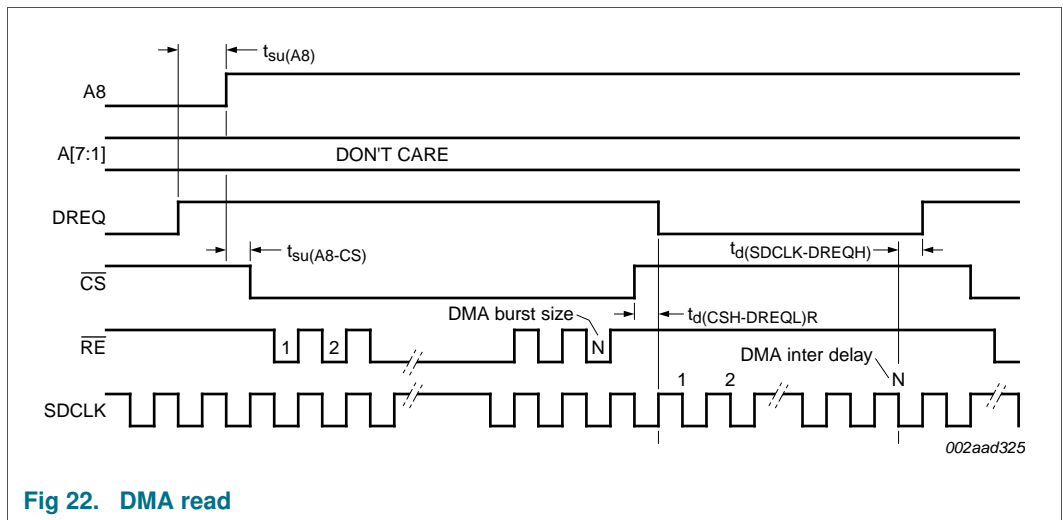 tsu(A8)
A8
A[7:1]
DON'T CARE
DREQ
tsu(A8-CS)
td(SDCLK-DREQH)
CS
DMA burst size
td(CSH-DREQL)R
RE
1
2
N
DMA inter delay
1
2
N
SDCLK
002aad325
Fig 22. DMA read